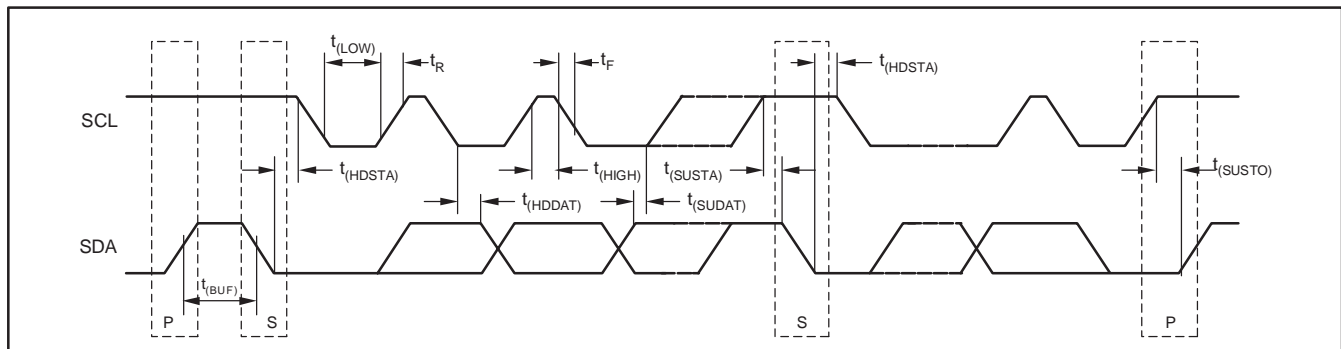 t(LOW)
tR
tF
t(HDSTA)
SCL
t(HDSTA)
t(HIGH)
t(SUSTA)
t(SUSTO)
t(HDDAT)
t(SUDAT)
SDA
t(BUF)
P
S
S
P